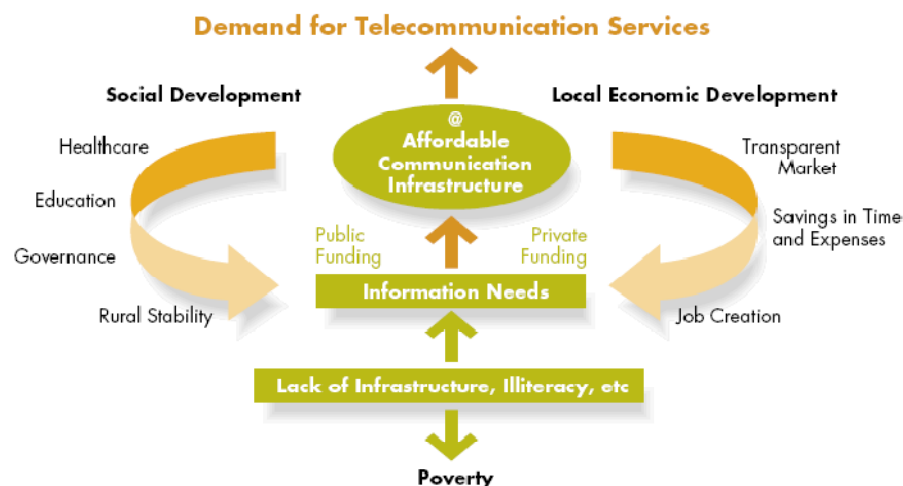 Demand for Telecommunication Services
Social Development
Local Economic Development
@
Affordable
Communication
Infrastructure
Healthcare
Education
Governance
Rural Stability
Transparent
Market
Savings in Time
and Expenses
Job Creation
Public
Funding
Private
Funding
Information Needs
Lack of Infrastructure, Illiteracy, etc
Poverty